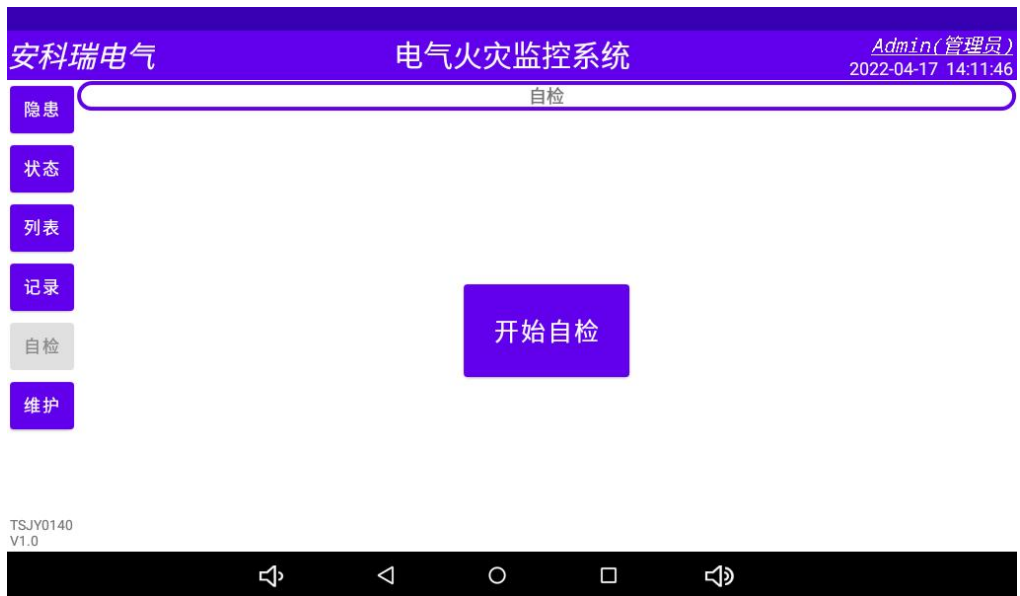 安科瑞电气
电气火灾监控系统
Admin(管理员)
2022-04-17 14:11:46
自检
隐患
状态
列表
记录
自检
维护
开始自检
TSJY0140
V1.0